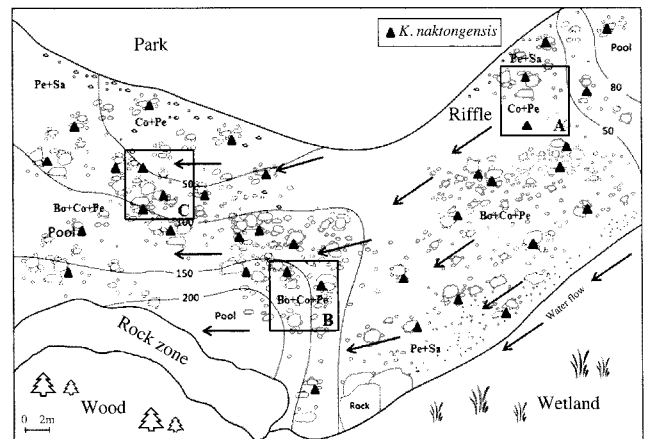 K. naktongensis
Park
Pool
Pe+Sa
Pe+Sa
80
Co+Pe
Riffle
Co+Pe
50
A
50
C
Bo+Co+Pe
100
Bo+Co+Pe
Pool
150
200
Bo+Co+Pe
B
Pool
Water flow
Rock zone
Pe+Sa
Rock
Wood
Wetland
0 2m